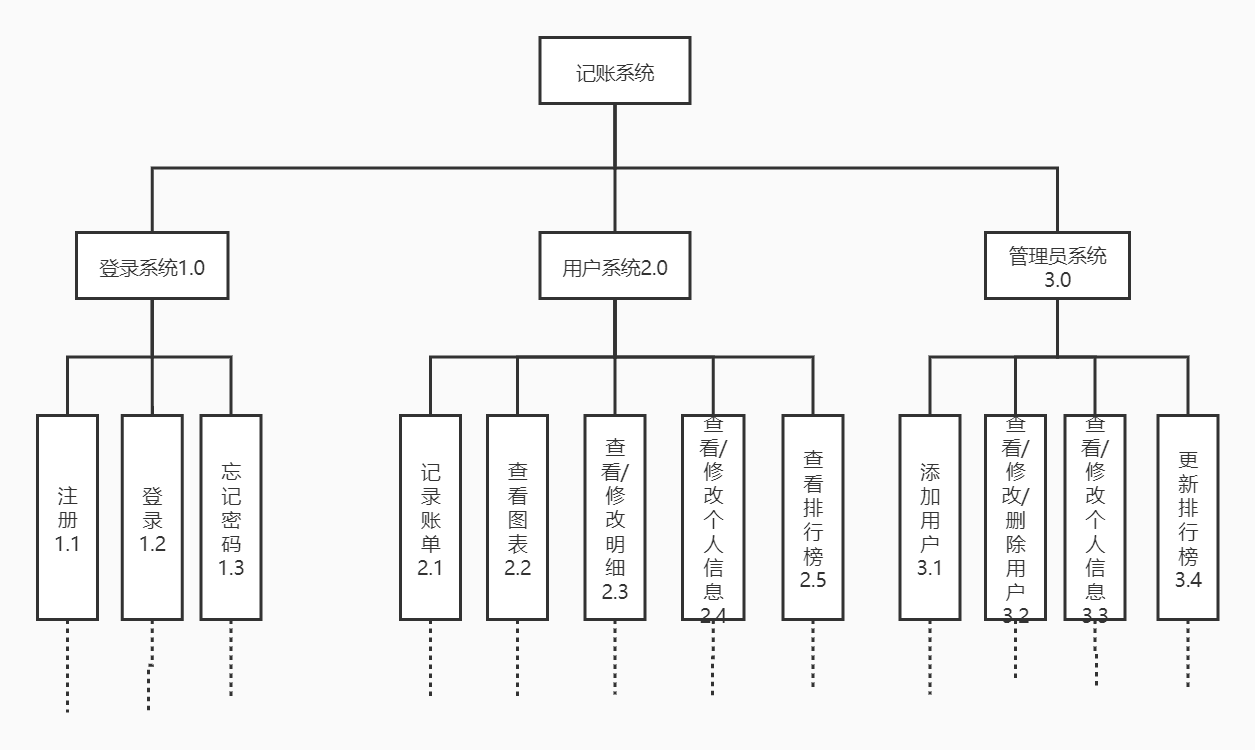 记账系统
登录系统1.0
用户系统2.0
管理员系统
3.0
注
册
1.1
登
录
1.2
忘
记
密
码
1.3
记
录
账
单
2.1
查
看
图
表
2.2
查
看/
修
改
明
细
2.3
查
看/
修
改
个
人
信
息
2.4
查
看
排
行
榜
2.5
添
加
用
户
3.1
查
看/
修
改/
删
除
用
户
3.2
查
看/
修
改
个
人
信
息
3.3
更
新
排
行
榜
3.4